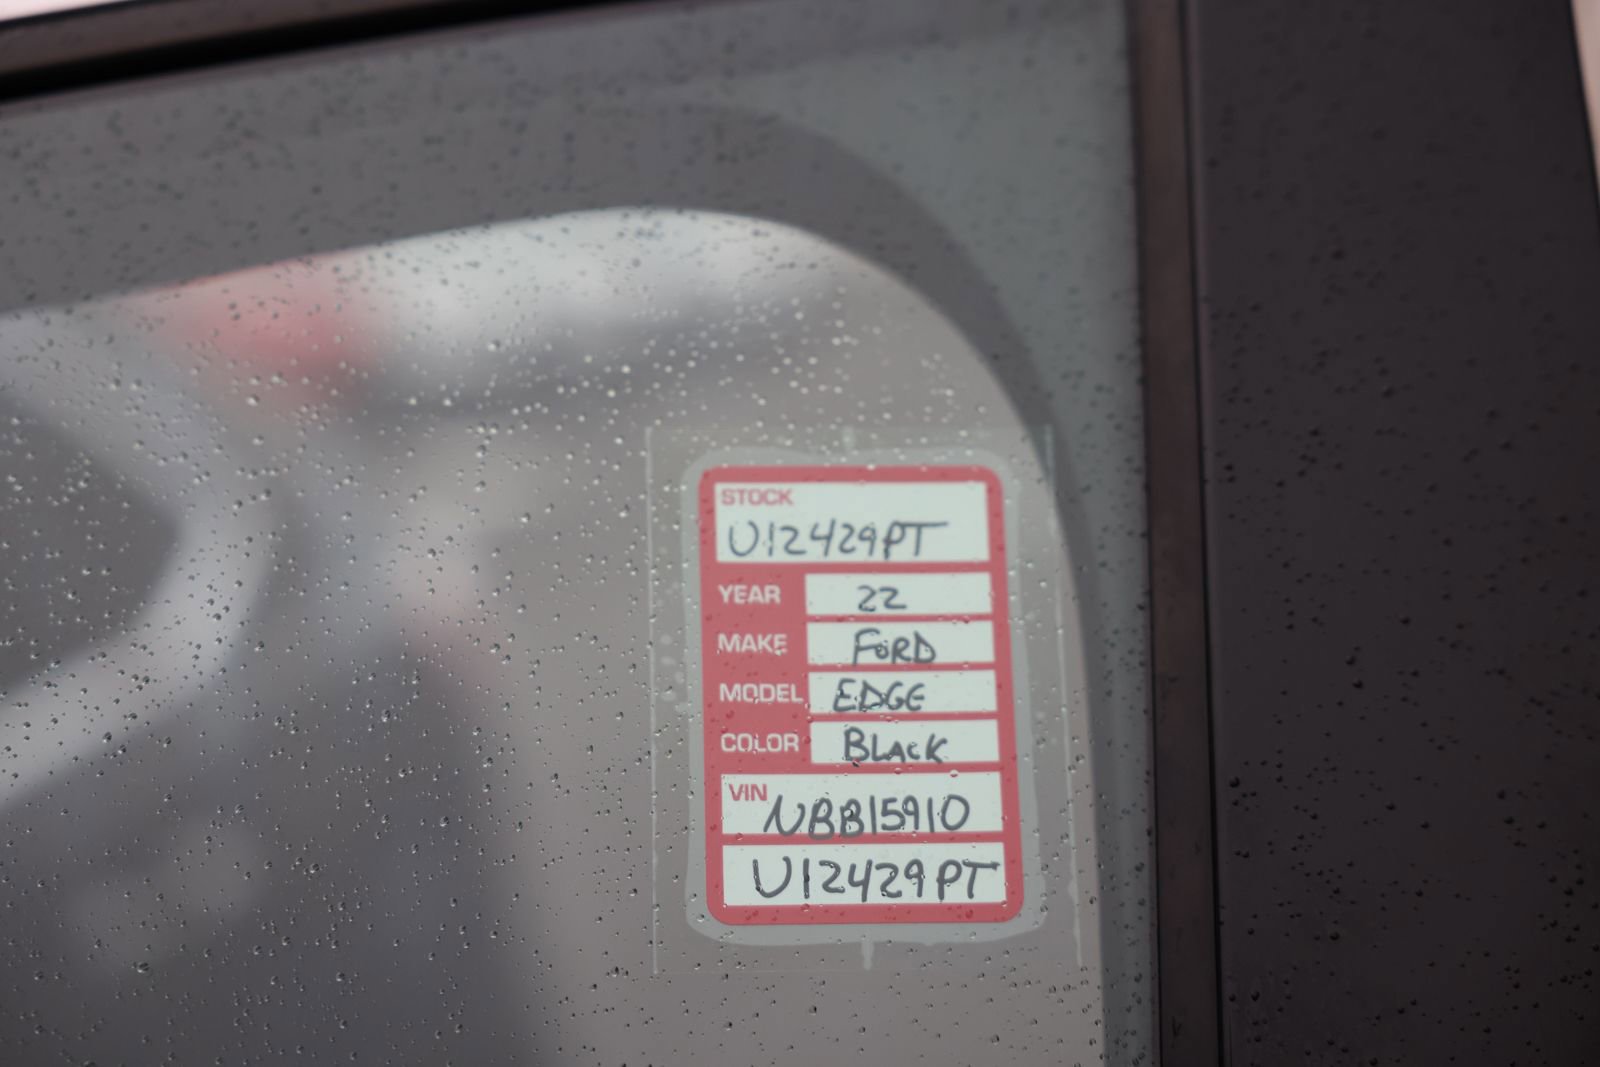 STOCK
U12429PT
YEAR 22
MAKE FORD
MODEL EDGE
COLOR BLACK
VIN NBB15910
U12429PT